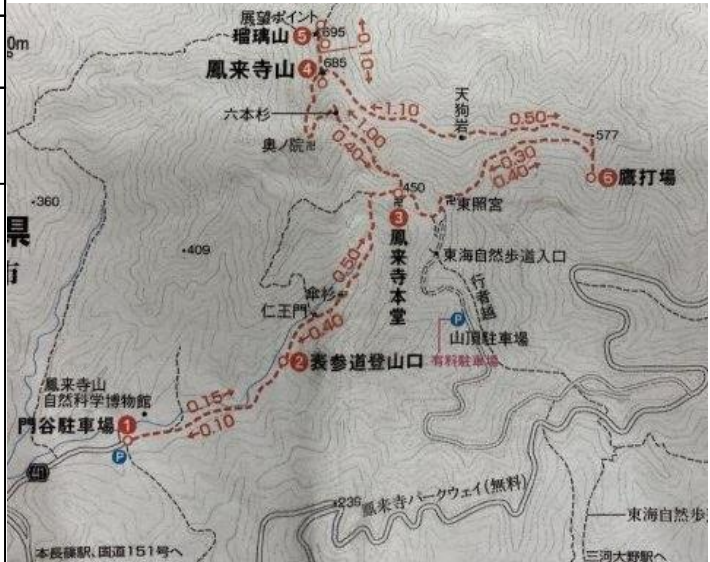 展望ポイント
0m
瑠璃山 5 695
←0.10→
鳳来寺山 4 685
六本杉
←1.10
天狗岩
0.50→
577
奥ノ院
1.00
0.40→
←0.30
0.40→
6 鷹打場
450
360
県
市
409
3 鳳来寺本堂
東照宮
東海自然歩道入口
0.50→
傘杉
仁王門
←0.40
行者越
P
山頂駐車場
有料駐車場
2 表参道登山口
鳳来寺山
自然科学博物館
0.15→
←0.10
門谷駐車場 1
P
236
鳳来寺パークウェイ(無料)
東海自然歩
本長篠駅、国道151号へ
三河大野駅へ